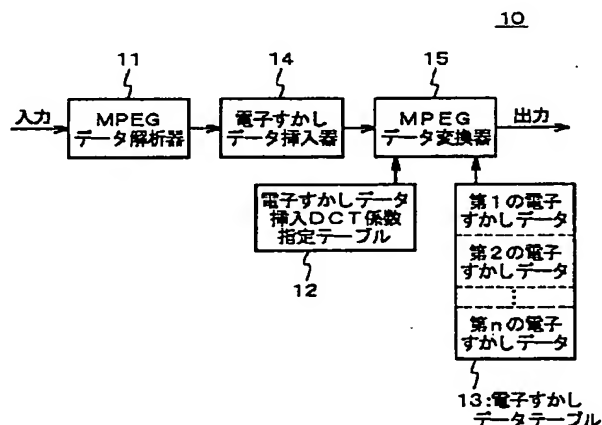 10
11
14
15
入力
MPEG
データ解析器
電子すかし
データ挿入器
MPEG
データ変換器
出力
電子すかしデータ
挿入DCT係数
指定テーブル
12
第1の電子
すかしデータ
第2の電子
すかしデータ
⋮
第nの電子
すかしデータ
13:電子すかし
データテーブル